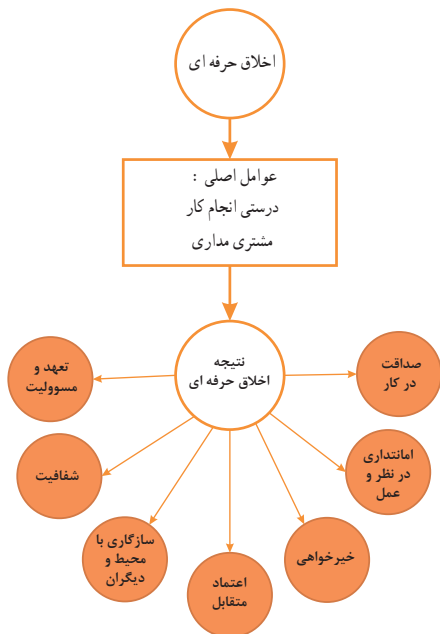 اخلاق حرفه ای
عوامل اصلی :
درستی انجام کار
مشتری مداری
نتیجه
اخلاق حرفه ای
صداقت
در کار
امانتداری
در نظر و
عمل
خیرخواهی
اعتماد
متقابل
سازگاری با
محیط و
دیگران
شفافیت
تعهد و
مسوولیت